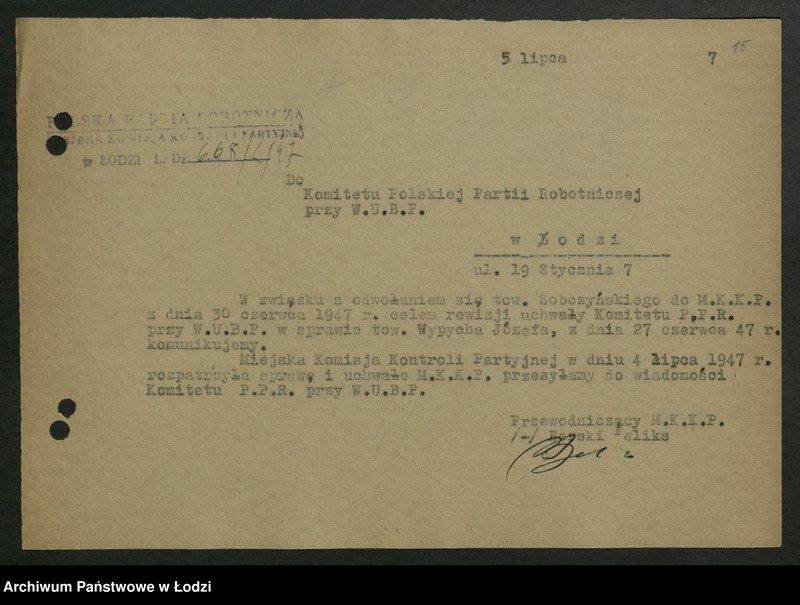 5 lipca 7 15
POLSKA PARTIA ROBOTNICZA
KOMISJA KONTROLI PARTYJNEJ
w ŁODZI L. Dz. 668/L/47
Do
Komitetu Polskiej Partii Robotniczej
przy W.U.B.P.
w Ł o d z i
ul. 19 Stycznia 7
W związku z odwołaniem się tow. Sobczyńskiego do M.K.K.P.
z dnia 30 czerwca 1947 r. celem rewizji uchwały Komitetu P.P.R.
przy W.U.B.P. w sprawie tow. Wypycha Józefa, z dnia 27 czerwca 47 r.
komunikujemy.
Miejska Komisja Kontroli Partyjnej w dniu 4 lipca 1947 r.
rozpatrzyła sprawę i uchwałe M.K.K.P. przesyłamy do wiadomości
Komitetu P.P.R. przy W.U.B.P.
Przewodniczący M.K.K.P.
/-/ Feliks
Archiwum Państwowe w Łodzi